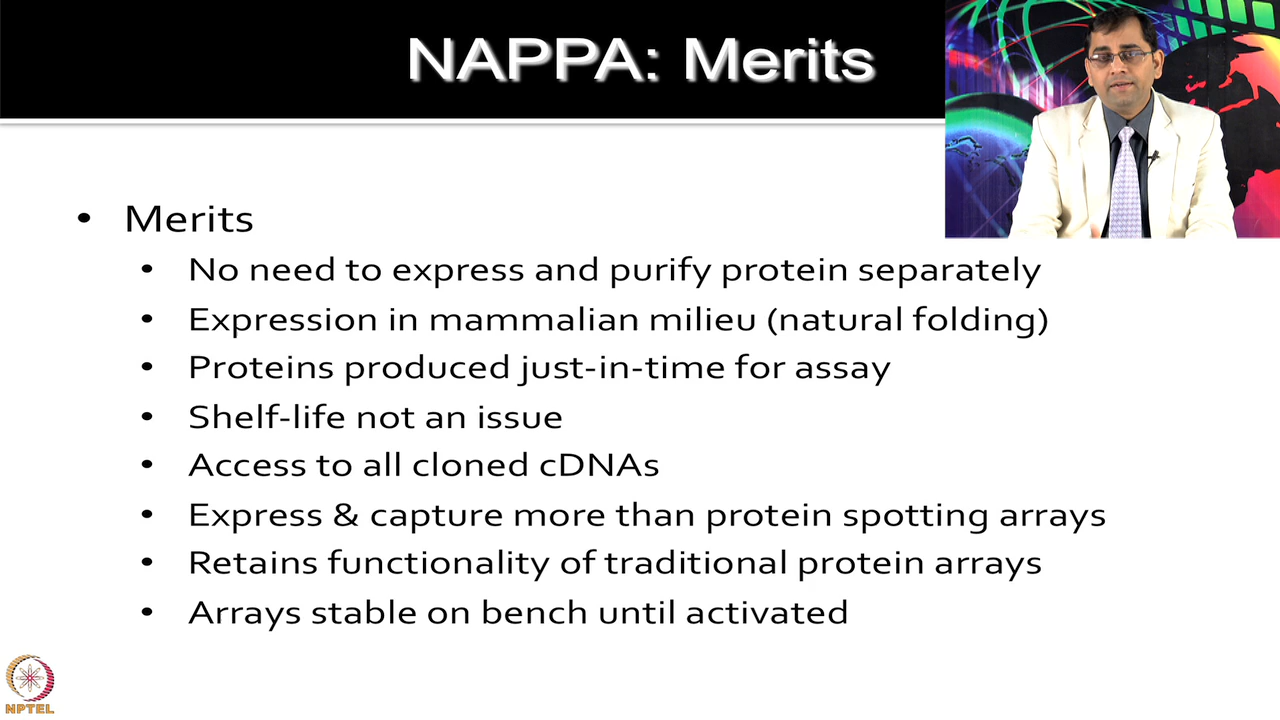 NAPPA: Merits
• Merits
• No need to express and purify protein separately
• Expression in mammalian milieu (natural folding)
• Proteins produced just-in-time for assay
• Shelf-life not an issue
• Access to all cloned cDNAs
• Express & capture more than protein spotting arrays
• Retains functionality of traditional protein arrays
• Arrays stable on bench until activated
NPTEL